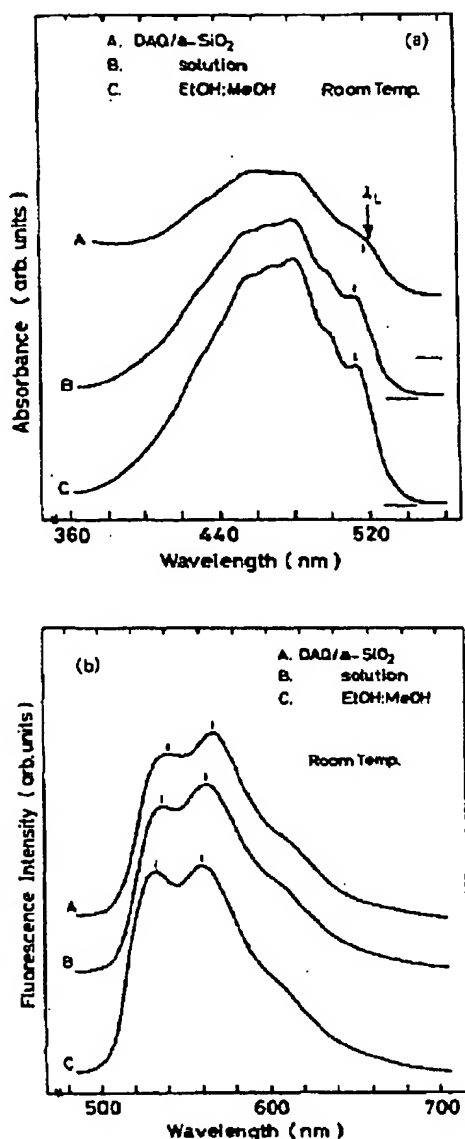 (a)
A. DAQ/a-SiO₂
B. solution
C. EtOH:MeOH Room Temp.
λL
A
B
C
Absorbance (arb. units)
360 440 520
Wavelength (nm)
(b)
A. DAQ/a-SiO₂
B. solution
C. EtOH:MeOH
Room Temp.
A
B
C
Fluorescence Intensity (arb. units)
500 600 700
Wavelength (nm)